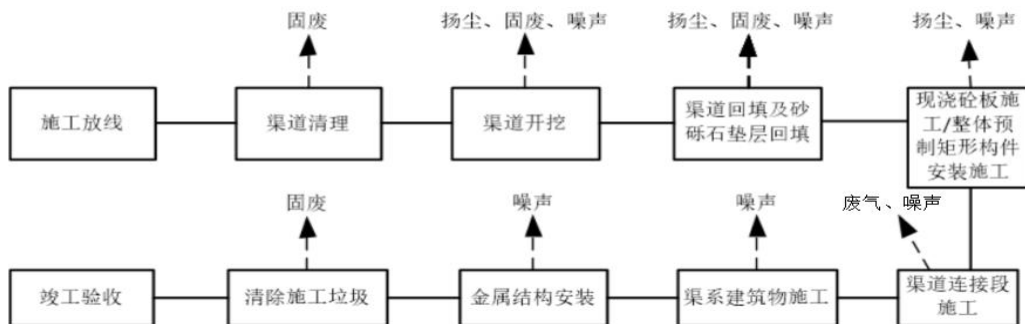 固废
扬尘、固废、噪声
扬尘、固废、噪声
扬尘、噪声
施工放线
渠道清理
渠道开挖
渠道回填及砂
砾石垫层回填
现浇砼板施
工/整体预
制矩形构件
安装施工
固废
噪声
噪声
废气、噪声
竣工验收
清除施工垃圾
金属结构安装
渠系建筑物施工
渠道连接段
施工